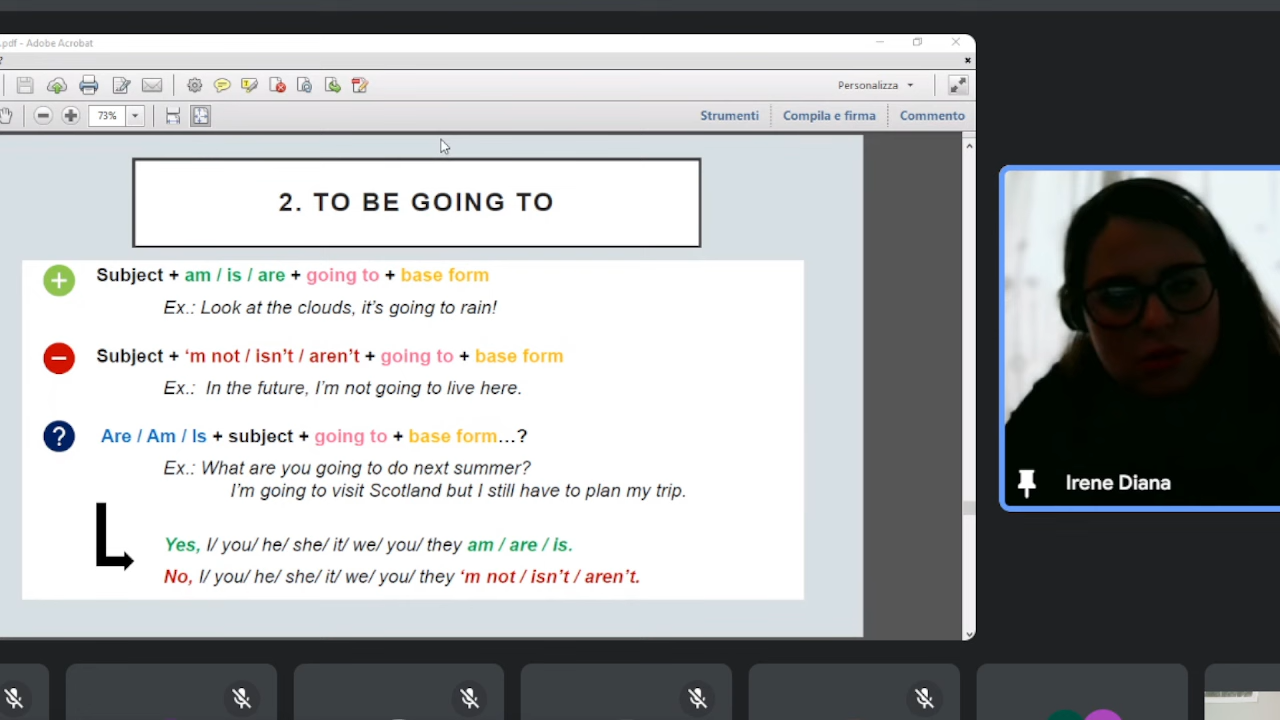 .pdf - Adobe Acrobat
?
Personalizza
73%
Strumenti
Compila e firma
Commento
2. TO BE GOING TO
+ Subject + am / is / are + going to + base form
Ex.: Look at the clouds, it’s going to rain!
− Subject + ‘m not / isn’t / aren’t + going to + base form
Ex.: In the future, I’m not going to live here.
? Are / Am / Is + subject + going to + base form…?
Ex.: What are you going to do next summer?
I’m going to visit Scotland but I still have to plan my trip.
Yes, I/ you/ he/ she/ it/ we/ you/ they am / are / is.
No, I/ you/ he/ she/ it/ we/ you/ they ‘m not / isn’t / aren’t.
Irene Diana